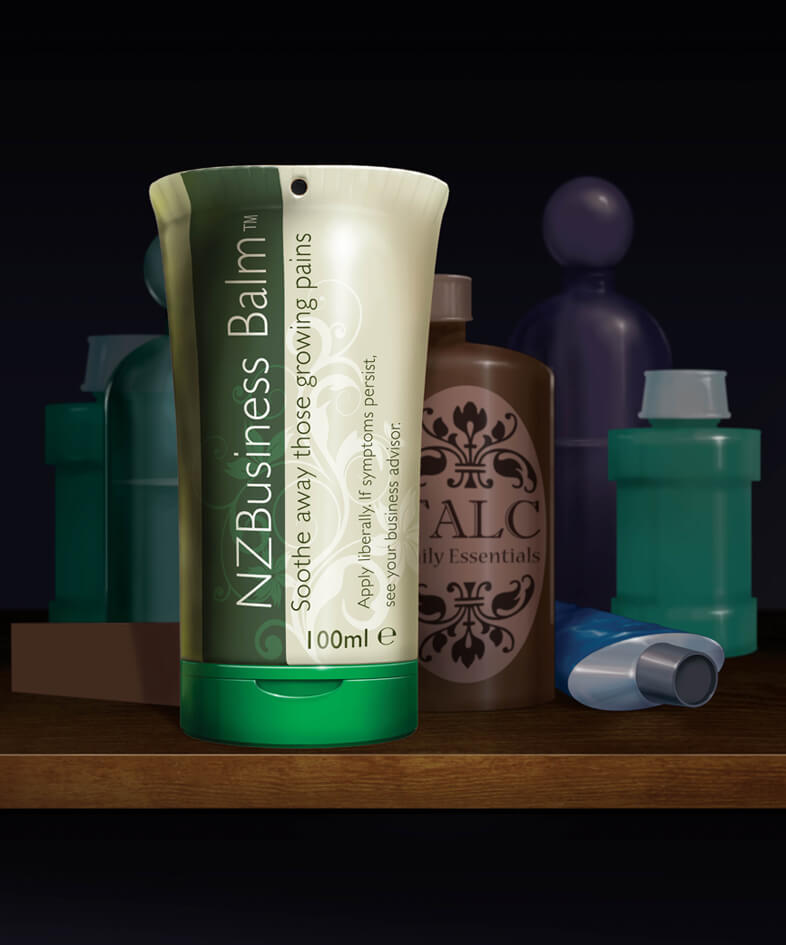 NZBusiness Balm™
Soothe away those growing pains
Apply liberally. If symptoms persist,
see your business advisor.
100ml ℮
TALC
ily Essentials